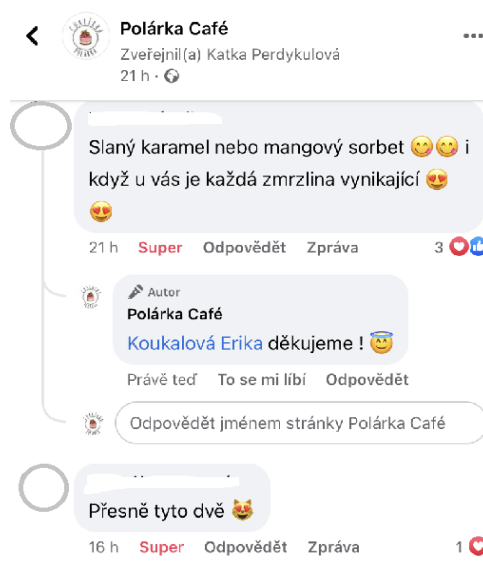 Polárka Café
Zveřejnil(a) Katka Perdykulová
21 h
Slaný karamel nebo mangový sorbet 😋😋 i
když u vás je každá zmrzlina vynikající 😍
😍
21 h Super Odpovědět Zpráva 3
Autor
Polárka Café
Koukalová Erika děkujeme ! 😇
Právě teď To se mi líbí Odpovědět
Odpovědět jménem stránky Polárka Café
Přesně tyto dvě 😻
16 h Super Odpovědět Zpráva 1